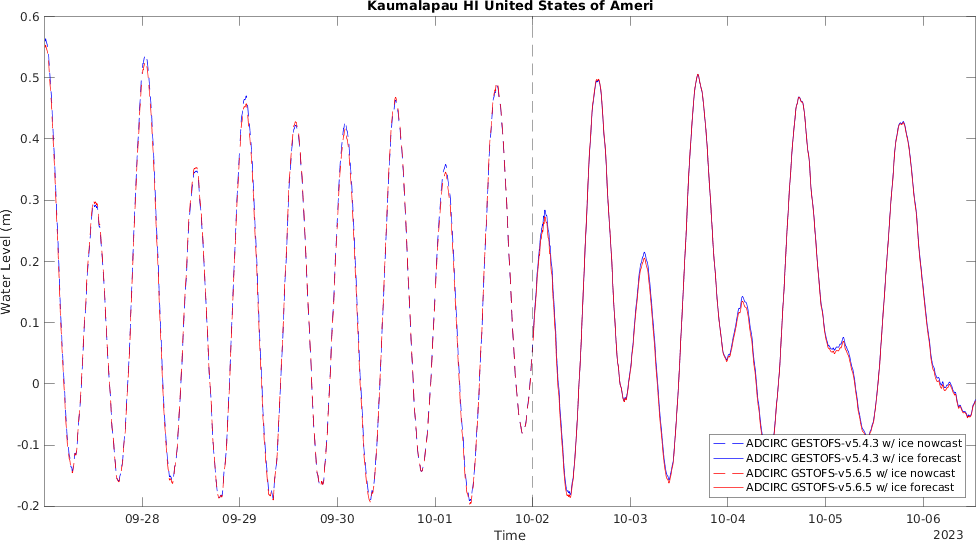 Kaumalapau HI United States of Ameri
0.6
0.5
0.4
0.3
0.2
0.1
0
-0.1
-0.2
Water Level (m)
ADCIRC GESTOFS-v5.4.3 w/ ice nowcast
ADCIRC GESTOFS-v5.4.3 w/ ice forecast
ADCIRC GSTOFS-v5.6.5 w/ ice nowcast
ADCIRC GSTOFS-v5.6.5 w/ ice forecast
09-28 09-29 09-30 10-01 10-02 10-03 10-04 10-05 10-06
Time
2023